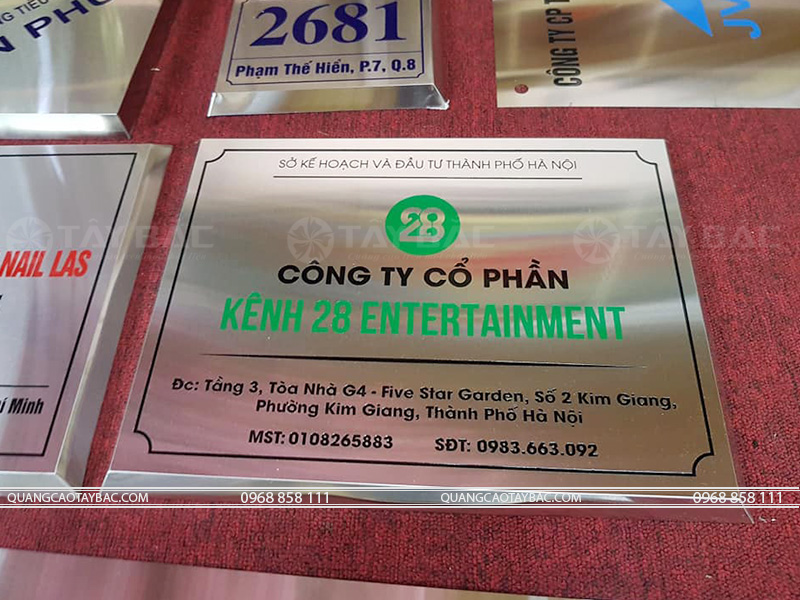 2681
Phạm Thế Hiển, P.7, Q.8
CÔNG TY CP
NAIL LAS
SỞ KẾ HOẠCH VÀ ĐẦU TƯ THÀNH PHỐ HÀ NỘI
28
CÔNG TY CỔ PHẦN
KÊNH 28 ENTERTAINMENT
Đc: Tầng 3, Tòa Nhà G4 - Five Star Garden, Số 2 Kim Giang,
Phường Kim Giang, Thành Phố Hà Nội
MST: 0108265883 SĐT: 0983.663.092
Minh
TÂY BẮC TÂY BẮC TÂY BẮC
QUANGCAOTAYBAC.COM 0968 858 111 QUANGCAOTAYBAC.COM 0968 858 111